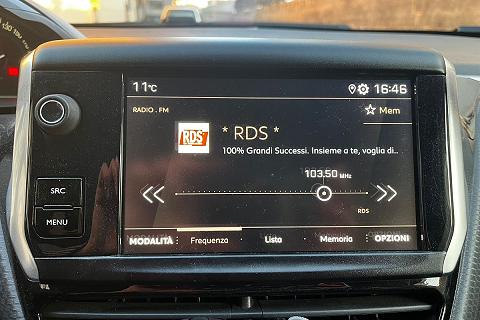 11°C
16:46
RADIO . FM
Mem
RDS
* RDS *
100% Grandi Successi. Insieme a te, voglia di..
103.50 MHz
RDS
SRC
MENU
MODALITÀ
Frequenza
Lista
Memoria
OPZIONI